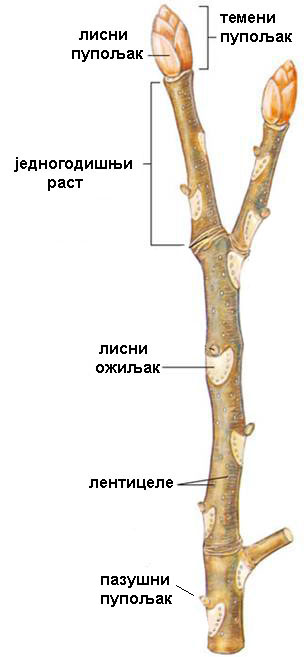 лисни
пупољак
темени
пупољак
једногодишњи
раст
лисни
ожиљак
лентицеле
пазушни
пупољак